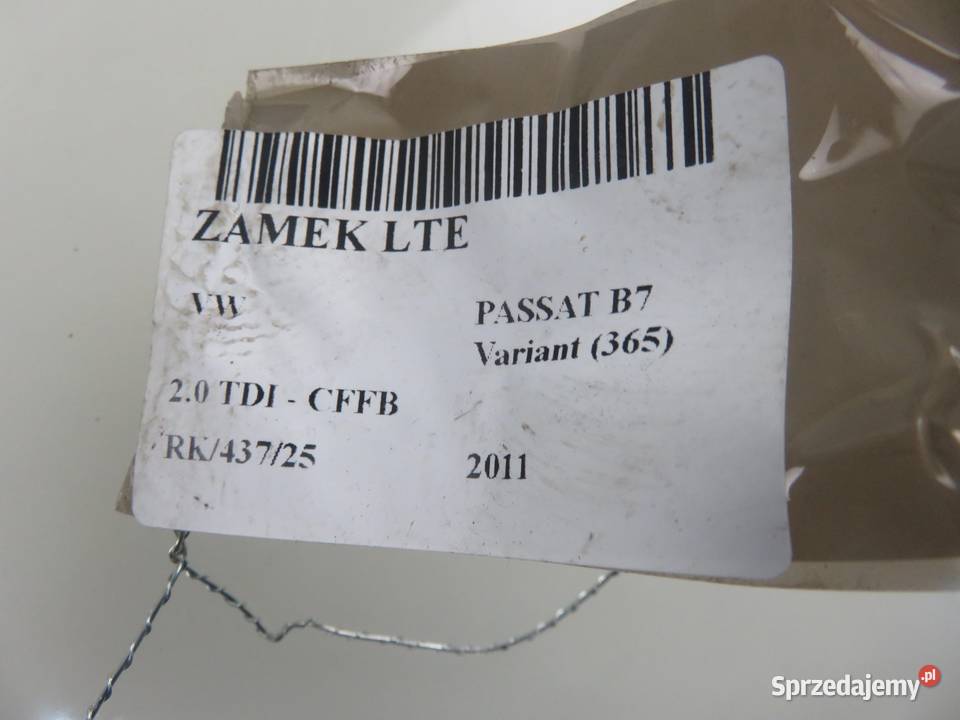 ZAMEK LTE
VW
PASSAT B7
Variant (365)
2.0 TDI - CFFB
RK/437/25
2011
Sprzedajemy.pl